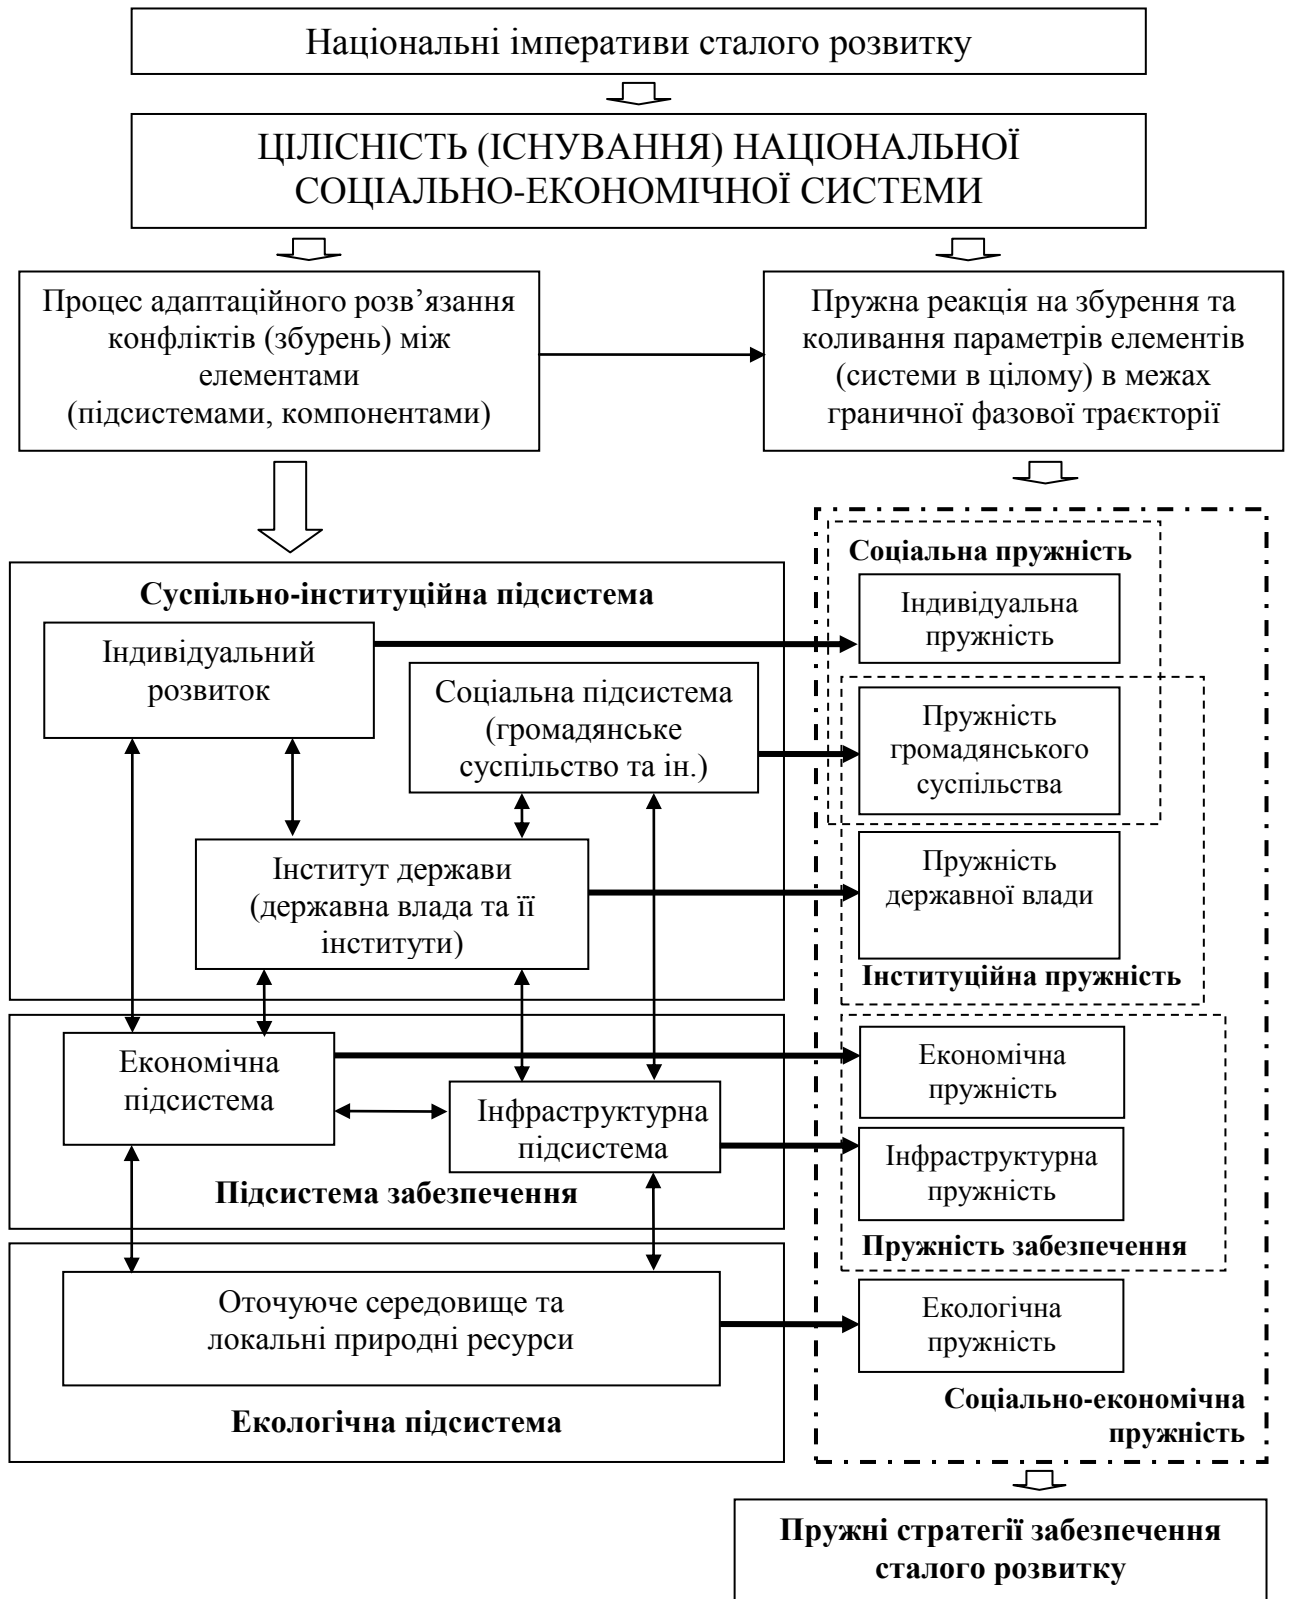 Національні імперативи сталого розвитку
ЦІЛІСНІСТЬ (ІСНУВАННЯ) НАЦІОНАЛЬНОЇ
СОЦІАЛЬНО-ЕКОНОМІЧНОЇ СИСТЕМИ
Процес адаптаційного розв’язання
конфліктів (збурень) між
елементами
(підсистемами, компонентами)
Пружна реакція на збурення та
коливання параметрів елементів
(системи в цілому) в межах
граничної фазової траєкторії
Суспільно-інституційна підсистема
Індивідуальний
розвиток
Соціальна підсистема
(громадянське
суспільство та ін.)
Інститут держави
(державна влада та її
інститути)
Економічна
підсистема
Інфраструктурна
підсистема
Підсистема забезпечення
Оточуюче середовище та
локальні природні ресурси
Екологічна підсистема
Соціальна пружність
Індивідуальна
пружність
Пружність
громадянського
суспільства
Пружність
державної влади
Інституційна пружність
Економічна
пружність
Інфраструктурна
пружність
Пружність забезпечення
Екологічна
пружність
Соціально-економічна
пружність
Пружні стратегії забезпечення
сталого розвитку